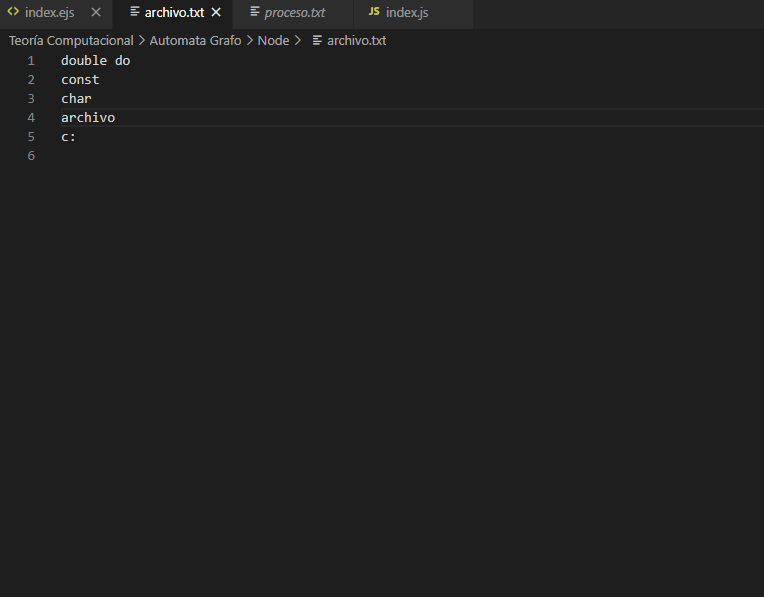 index.ejs archivo.txt proceso.txt JS index.js
Teoría Computacional > Automata Grafo > Node > archivo.txt
1 double do
2 const
3 char
4 archivo
5 c:
6